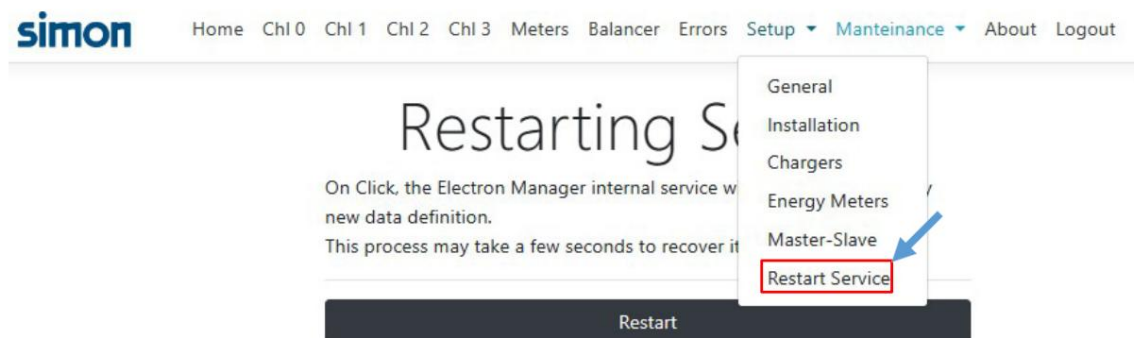 simon
Home Chl 0 Chl 1 Chl 2 Chl 3 Meters Balancer Errors Setup Manteinance About Logout
General
Installation
Chargers
Energy Meters
Master-Slave
Restart Service
Restarting
On Click, the Electron Manager internal service
new data definition.
This process may take a few seconds to recover
Restart